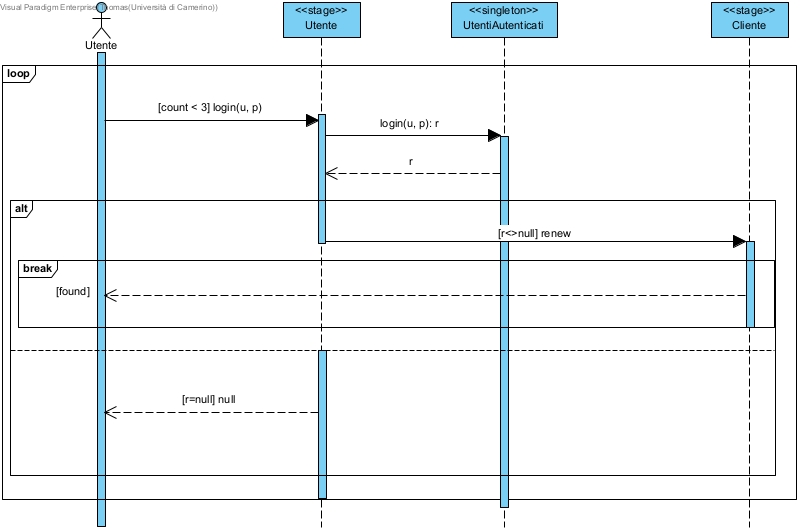 Visual Paradigm Enterprise Thomas(Università di Camerino))
Utente
<<stage>>
Utente
<<singleton>>
UtentiAutenticati
<<stage>>
Cliente
loop
[count < 3] login(u, p)
login(u, p): r
r
alt
[r<>null] renew
break
[found]
[r=null] null